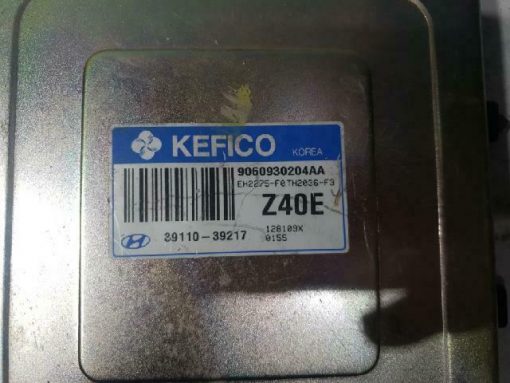 KEFICO KOREA
9060930204AA
EH2275-F0TH2036-F3
Z40E
39110-39217
128109X
0155